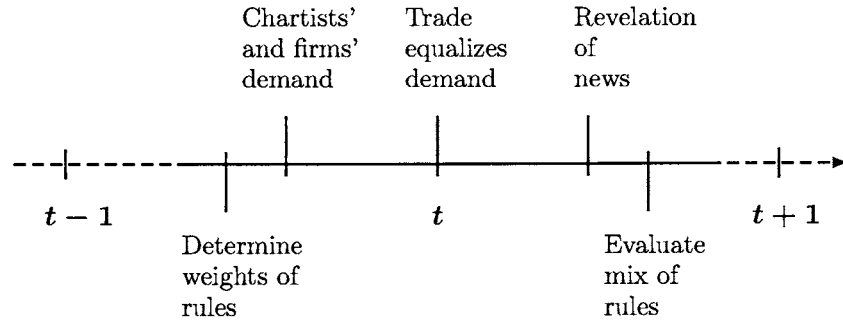 Chartists'
and firms'
demand
Trade
equalizes
demand
Revelation
of
news
t − 1
t
t + 1
Determine
weights of
rules
Evaluate
mix of
rules